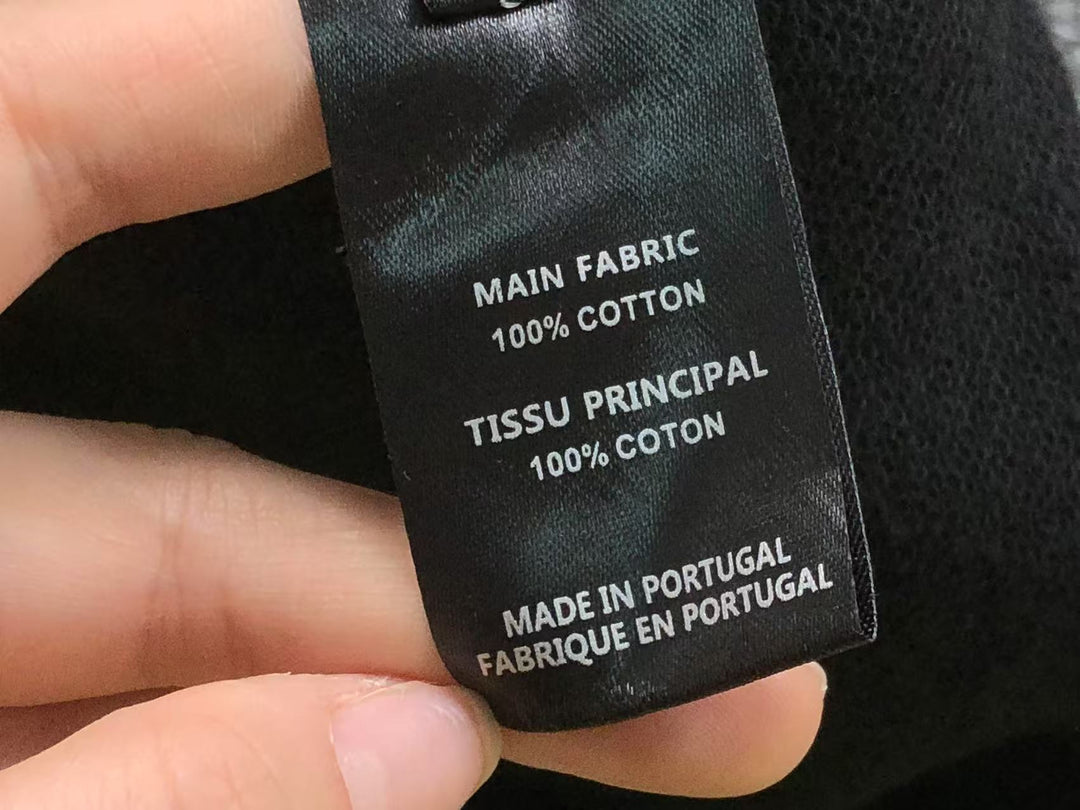 MAIN FABRIC
100% COTTON
TISSU PRINCIPAL
100% COTON
MADE IN PORTUGAL
FABRIQUE EN PORTUGAL